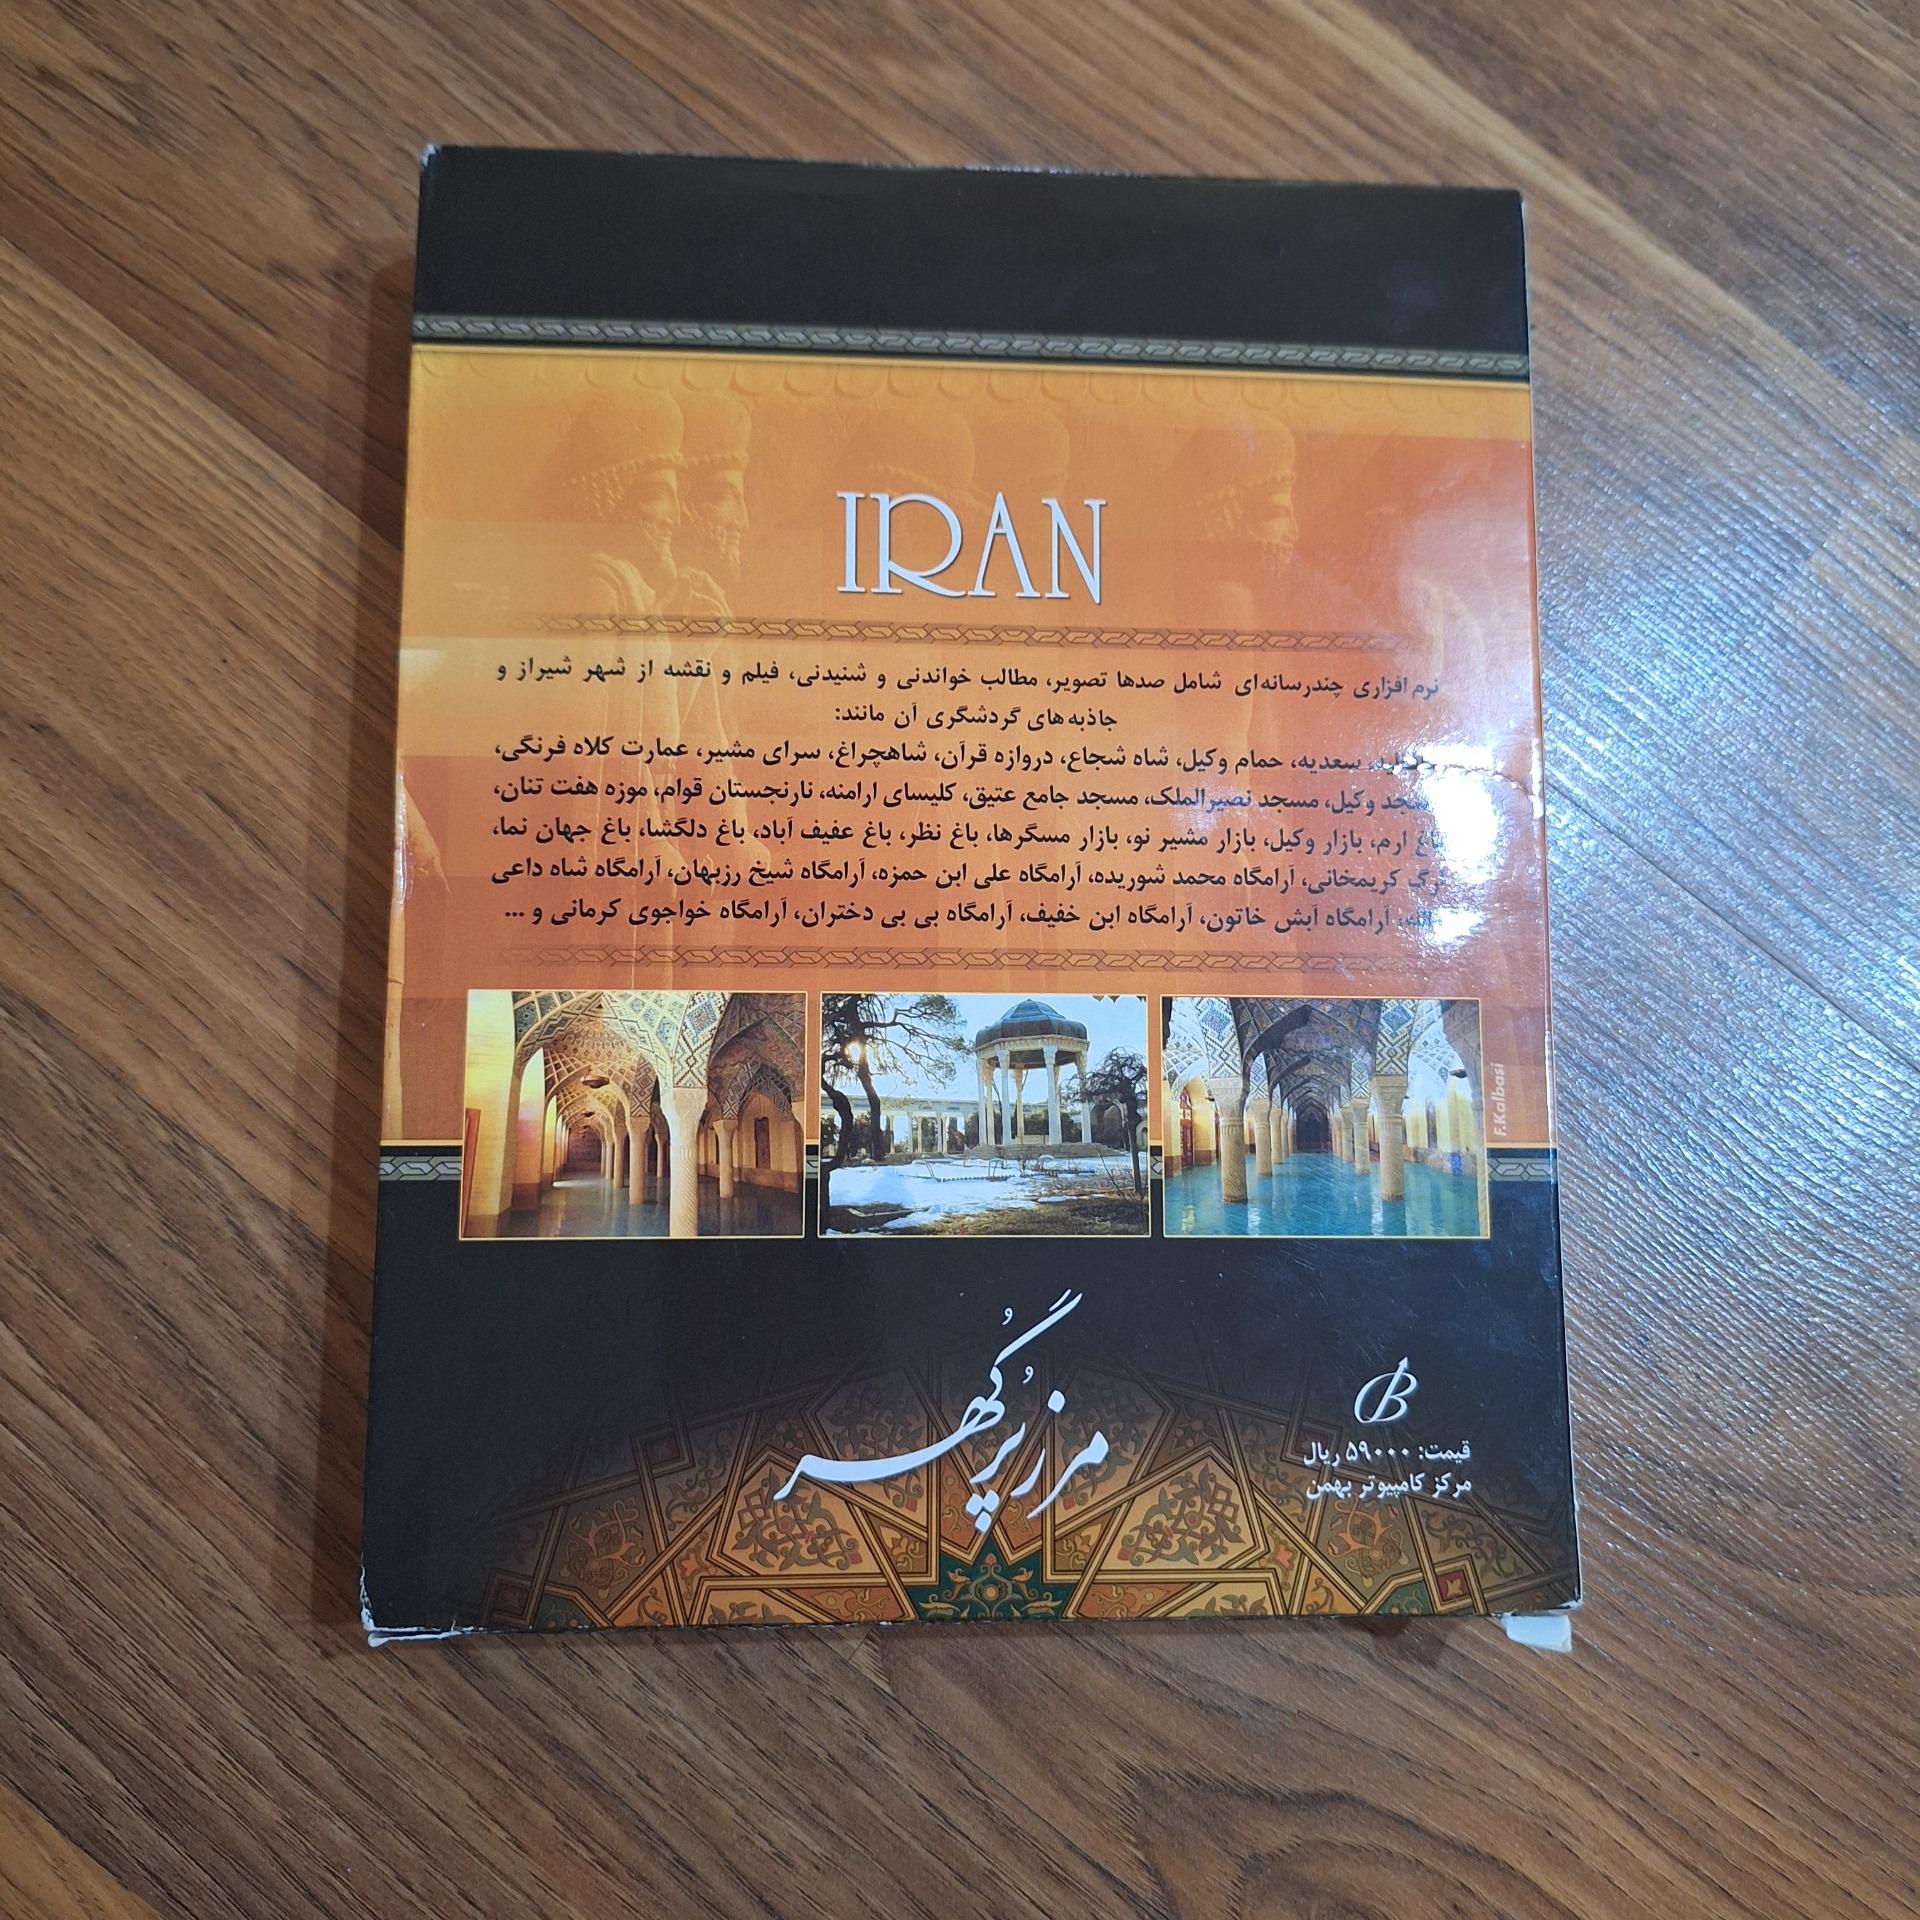 IRAN
نرم افزاری چندرسانه‌ای شامل صدها تصویر، مطالب خواندنی و شنیدنی، فیلم و نقشه از شهر شیراز و
جاذبه های گردشگری آن مانند:
سعدیه، حمام وکیل، شاه شجاع، دروازه قرآن، شاهچراغ، سرای مشیر، عمارت کلاه فرنگی،
مسجد وکیل، مسجد نصیرالملک، مسجد جامع عتیق، کلیسای ارامنه، نارنجستان قوام، موزه هفت تنان،
باغ ارم، بازار وکیل، بازار مشیر نو، بازار مسگرها، باغ نظر، باغ عفیف آباد، باغ دلگشا، باغ جهان نما،
ارگ کریمخانی، آرامگاه محمد شوریده، آرامگاه علی ابن حمزه، آرامگاه شیخ رزبهان، آرامگاه شاه داعی
آرامگاه آبش خاتون، آرامگاه ابن خفیف، آرامگاه بی بی دختران، آرامگاه خواجوی کرمانی و ...
F.Kalbasi
مرز پُر گُهر
B
قیمت: ۵۹۰۰۰ ریال
مرکز کامپیوتر بهمن